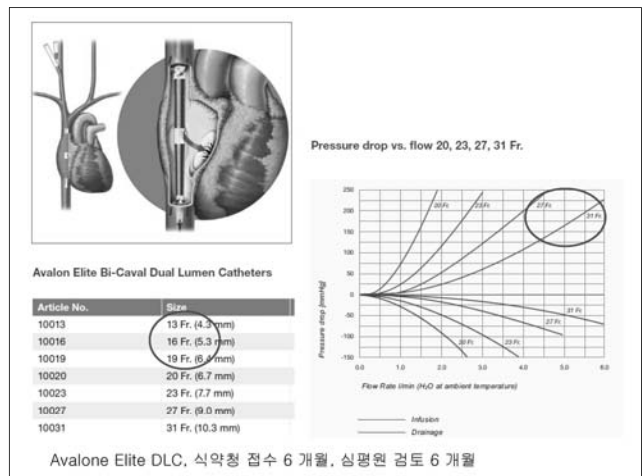 Pressure drop vs. flow 20, 23, 27, 31 Fr.
250
200
150
100
50
0
-50
-100
-150
Pressure drop [mmHg]
20 Fr.
23 Fr.
27 Fr.
31 Fr.
31 Fr.
27 Fr.
20 Fr.
23 Fr.
0.0 1.0 2.0 3.0 4.0 5.0 6.0
Flow Rate l/min (H₂O at ambient temperature)
Infusion
Drainage
Avalon Elite Bi-Caval Dual Lumen Catheters
Article No. Size
10013 13 Fr. (4.3 mm)
10016 16 Fr. (5.3 mm)
10019 19 Fr. (6.4 mm)
10020 20 Fr. (6.7 mm)
10023 23 Fr. (7.7 mm)
10027 27 Fr. (9.0 mm)
10031 31 Fr. (10.3 mm)
Avalone Elite DLC, 식약청 접수 6 개월, 심평원 검토 6 개월